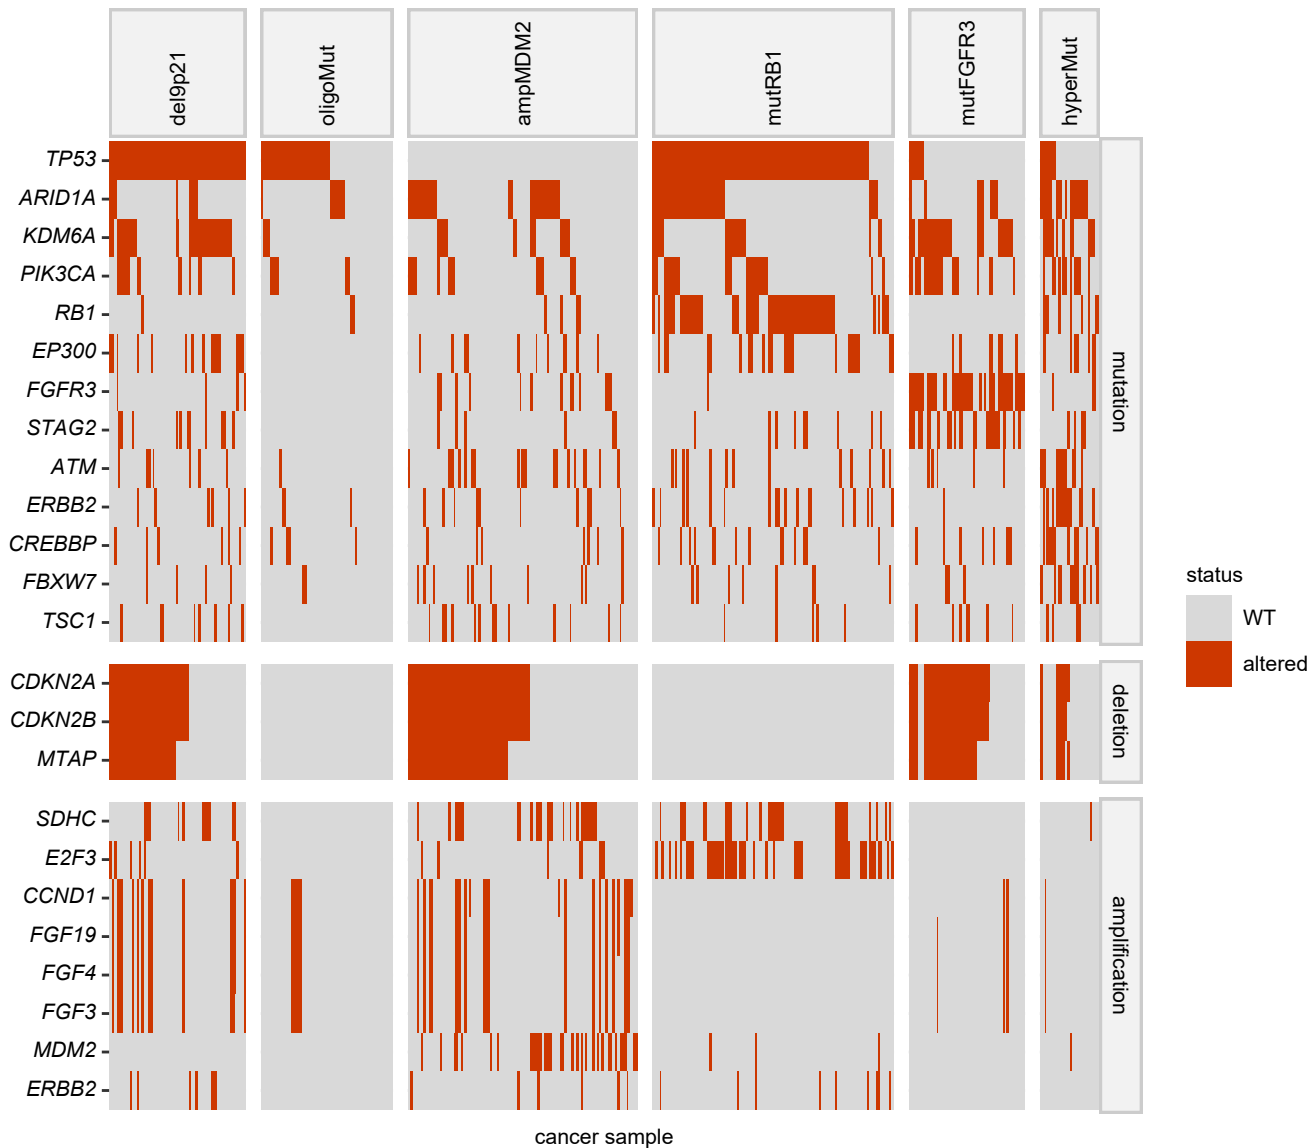 del9p21
oligoMut
ampMDM2
mutRB1
mutFGFR3
hyperMut
TP53
ARID1A
KDM6A
PIK3CA
RB1
EP300
FGFR3
STAG2
ATM
ERBB2
CREBBP
FBXW7
TSC1
mutation
CDKN2A
CDKN2B
MTAP
deletion
SDHC
E2F3
CCND1
FGF19
FGF4
FGF3
MDM2
ERBB2
amplification
cancer sample
status
WT
altered